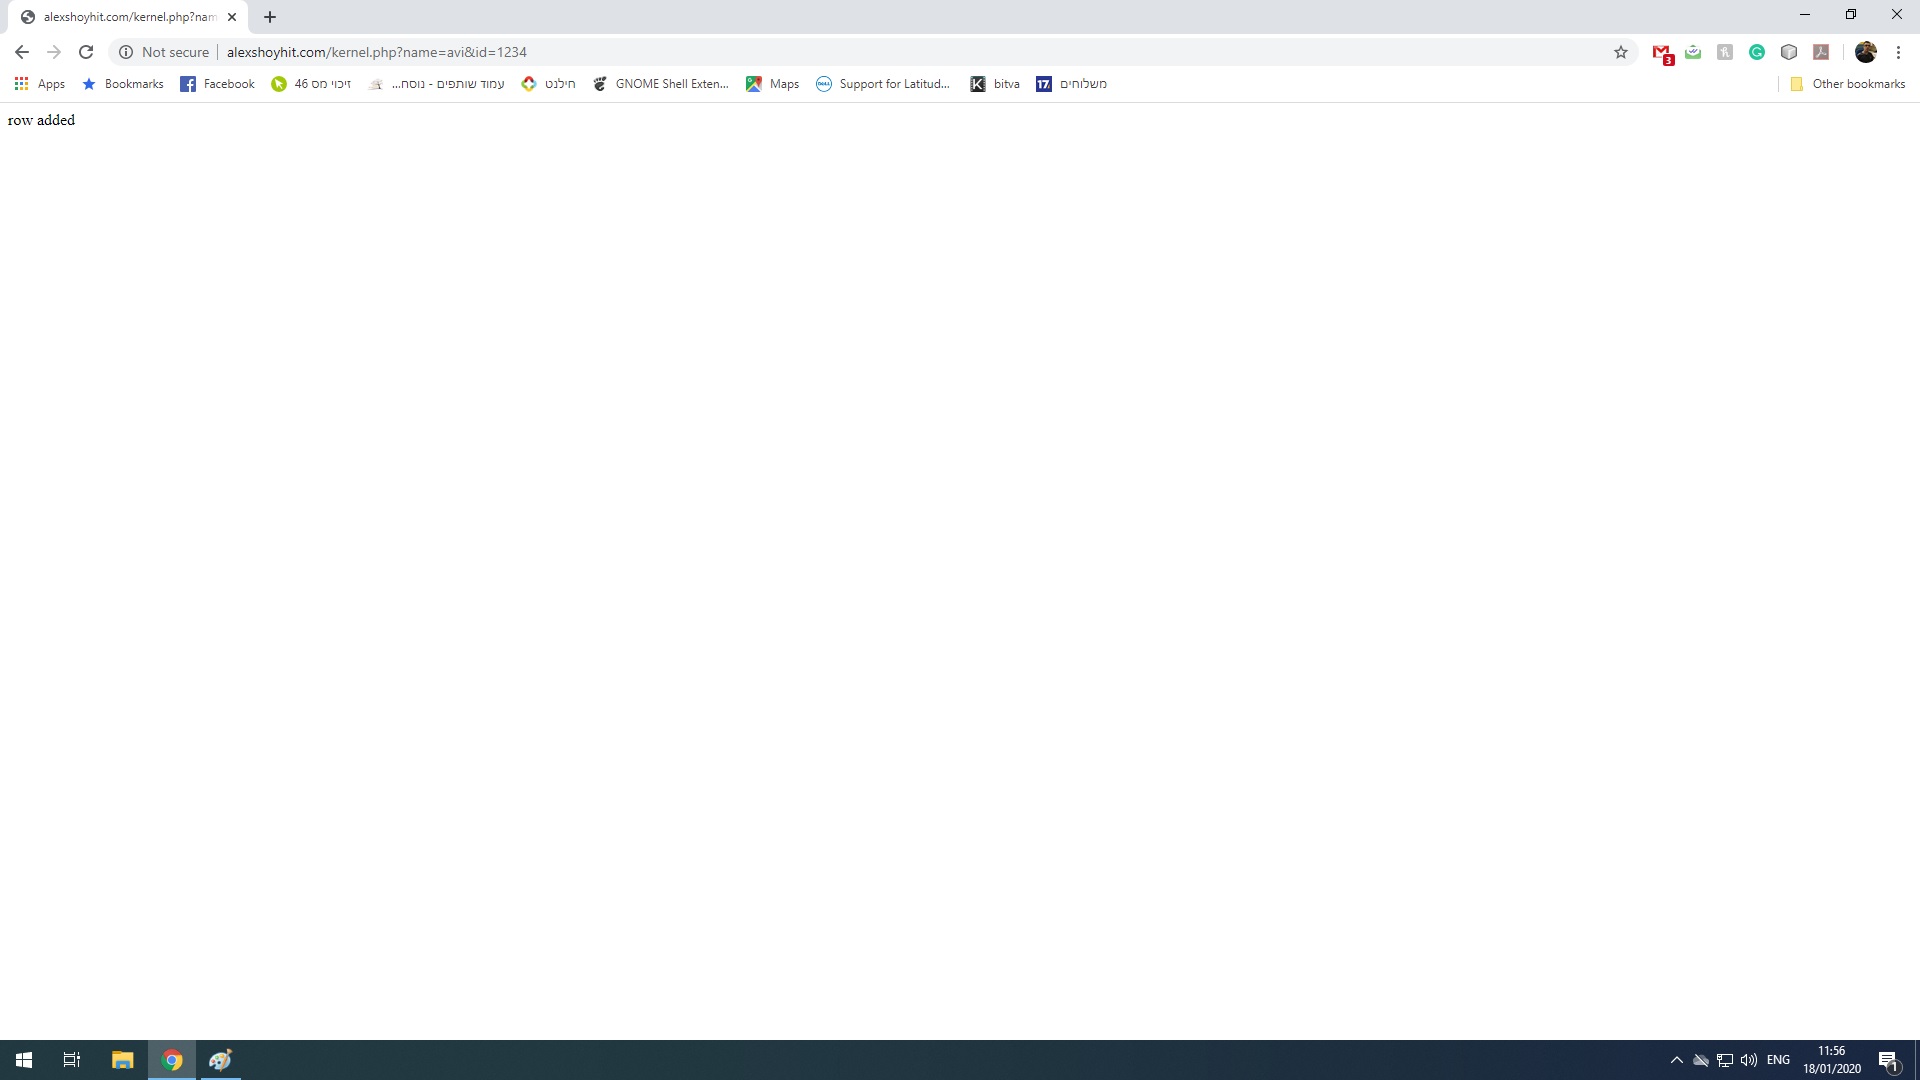 alexshoyhit.com/kernel.php?nam
Not secure alexshoyhit.com/kernel.php?name=avi&id=1234
3
Apps Bookmarks Facebook זיכוי מס 46 עמוד שותפים - נוסח... חילנט GNOME Shell Exten... Maps DELL Support for Latitud... K bitva 17 משלוחים Other bookmarks
row added
ENG 11:56
18/01/2020
1